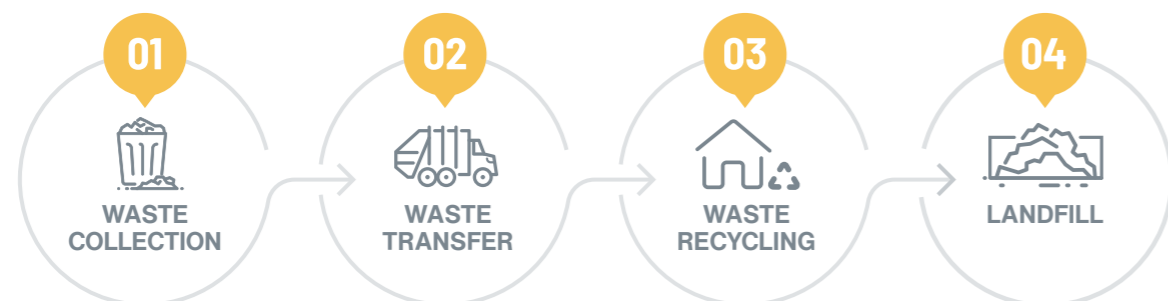 01
WASTE
COLLECTION
02
WASTE
TRANSFER
03
WASTE
RECYCLING
04
LANDFILL